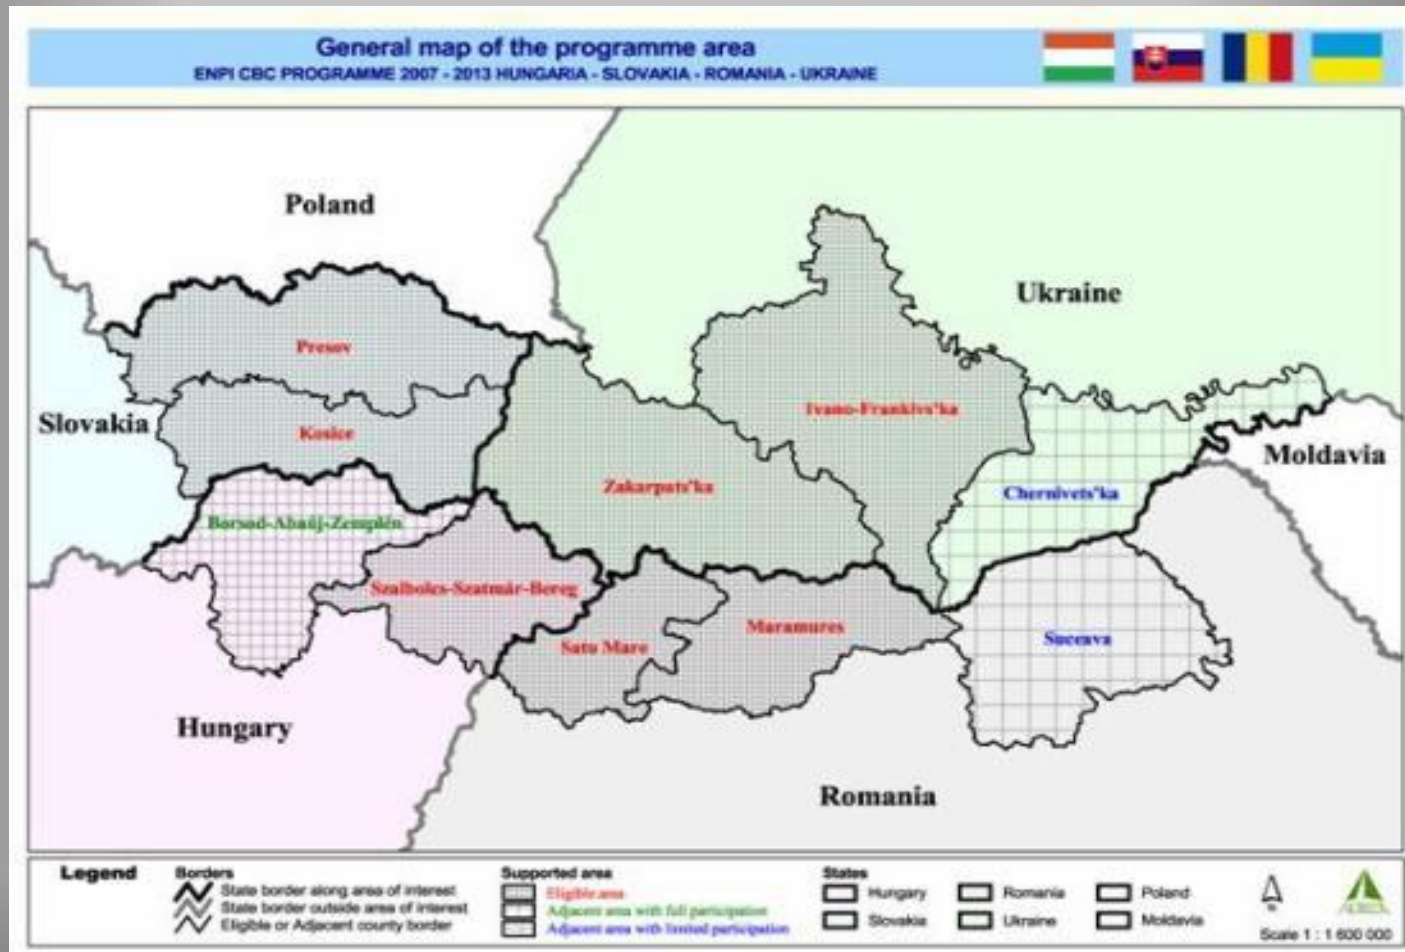 General map of the programme area
ENPI CBC PROGRAMME 2007 - 2013 HUNGARIA - SLOVAKIA - ROMANIA - UKRAINE
Poland
Ukraine
Presov
Ivano-Frankivs'ka
Slovakia
Kosice
Moldavia
Zakarpats'ka
Chernivets'ka
Borsod-Abaúj-Zemplén
Szalbolcs-Szatmár-Bereg
Maramures
Suceava
Satu Mare
Hungary
Romania
Legend
Borders
State border along area of interest
State border outside area of interest
Eligible or Adjacent county border
Supported area
Eligible area
Adjacent area with full participation
Adjacent area with limited participation
States
Hungary
Romania
Poland
Slovakia
Ukraine
Moldavia
Scale 1 : 1 600 000